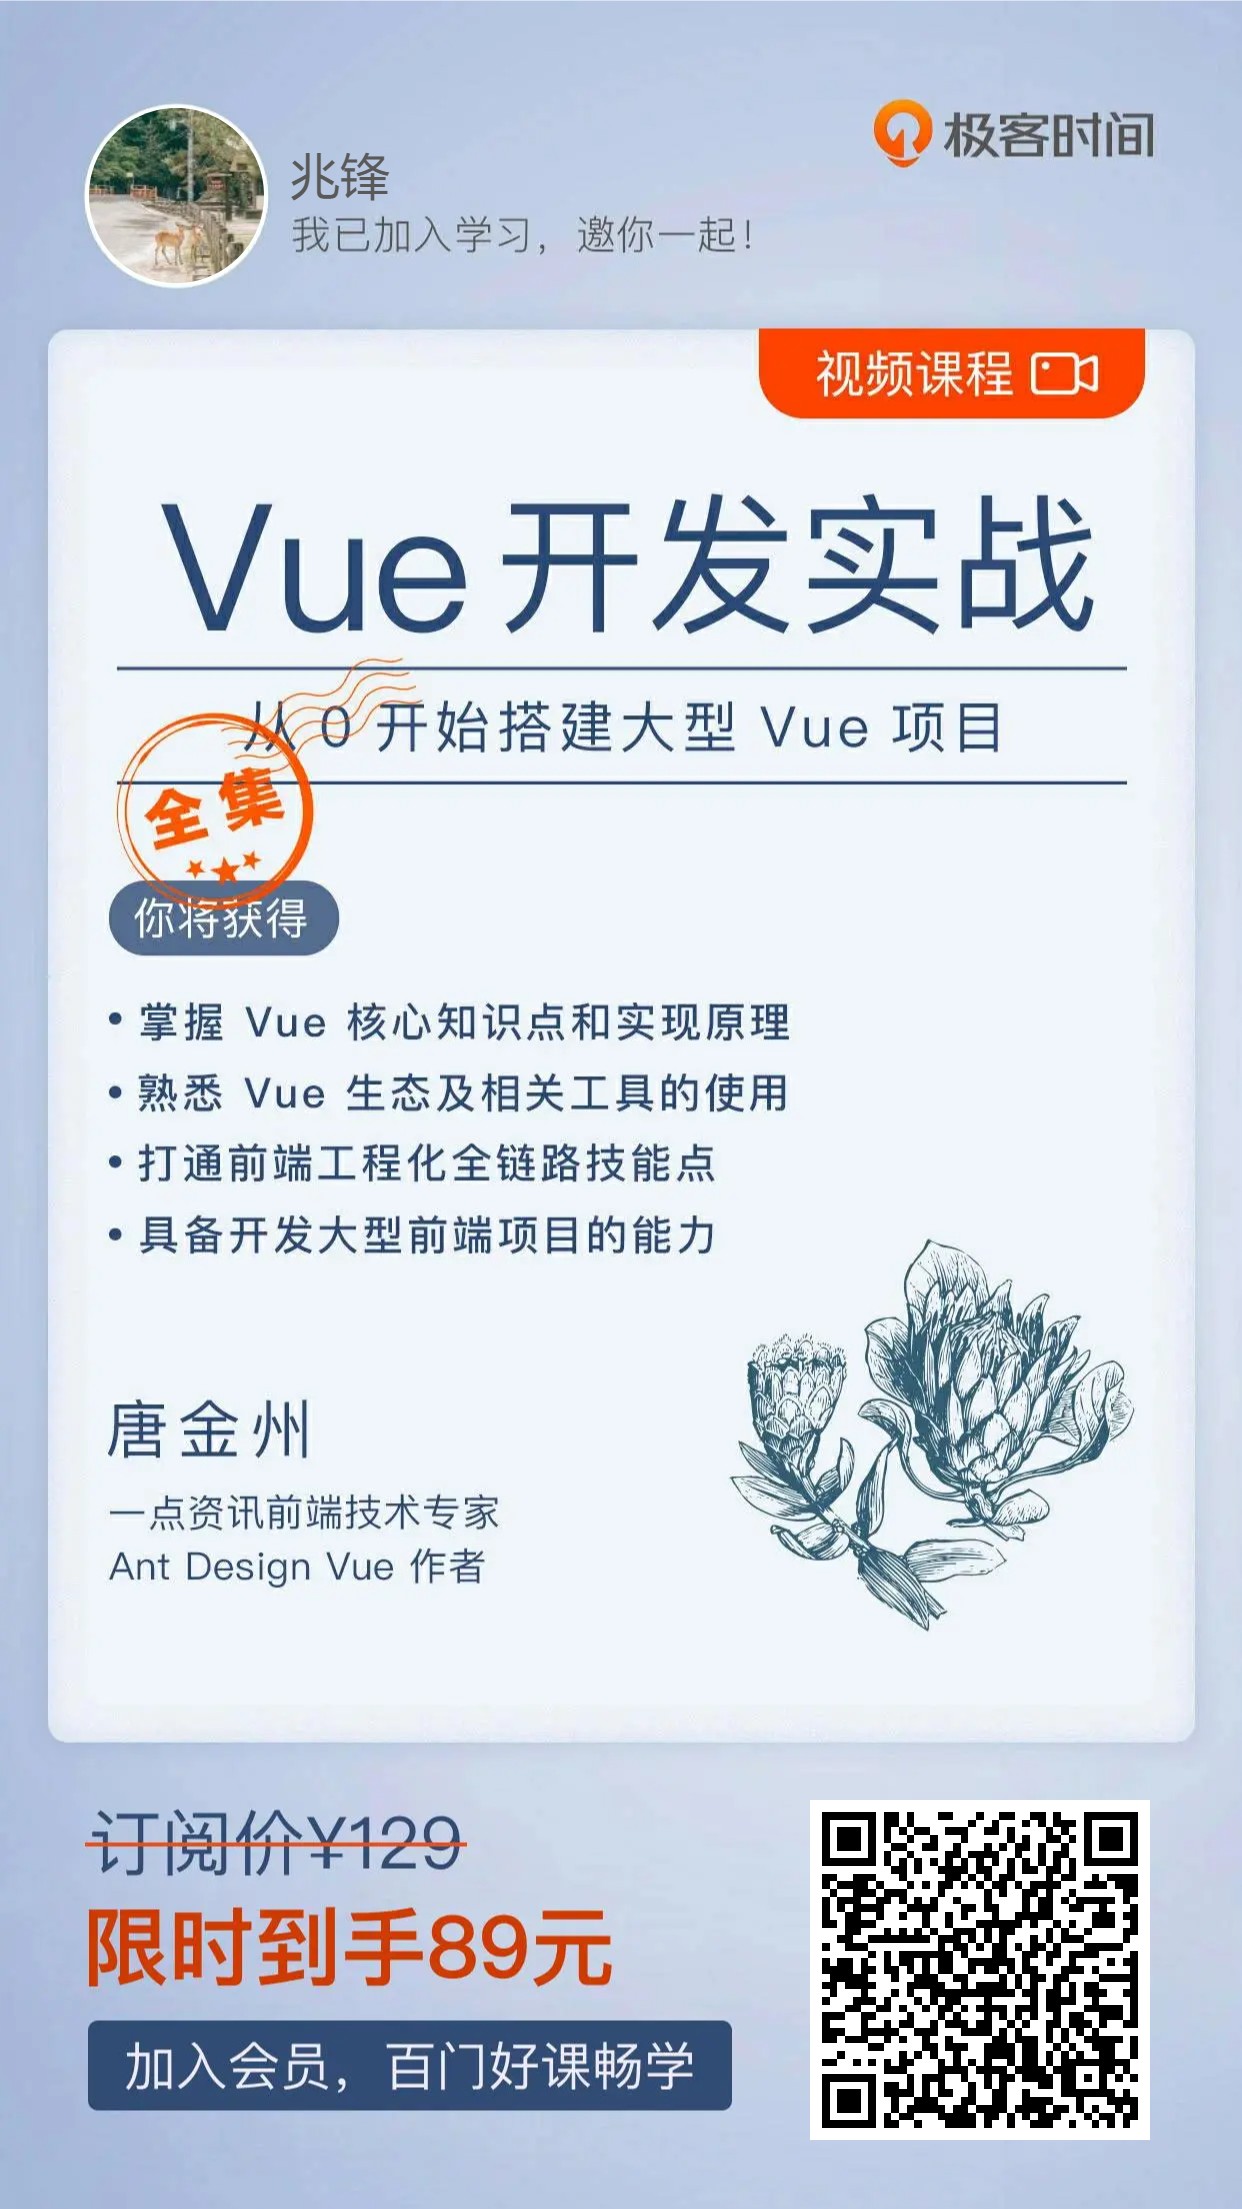 极客时间
兆锋
我已加入学习，邀你一起！
视频课程
Vue 开发实战
从 0 开始搭建大型 Vue 项目
全集
你将获得
• 掌握 Vue 核心知识点和实现原理
• 熟悉 Vue 生态及相关工具的使用
• 打通前端工程化全链路技能点
• 具备开发大型前端项目的能力
唐金州
一点资讯前端技术专家
Ant Design Vue 作者
订阅价¥129
限时到手89元
加入会员，百门好课畅学